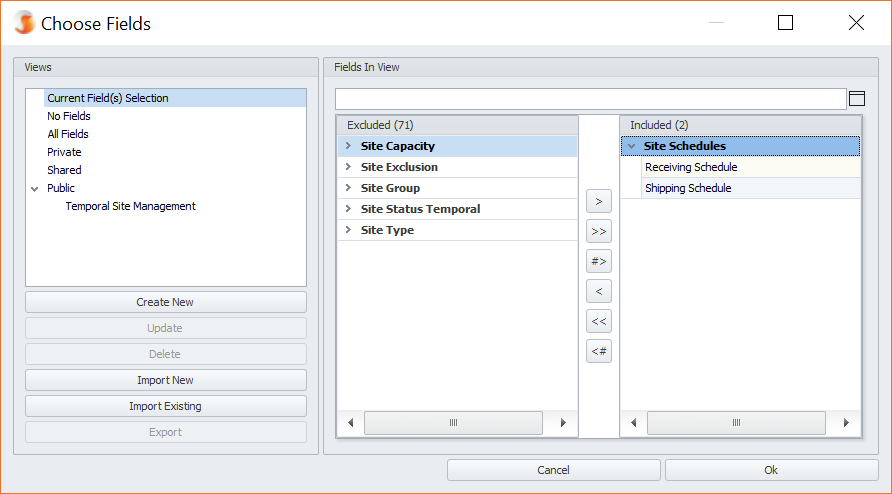 Choose Fields
Views
Current Field(s) Selection
No Fields
All Fields
Private
Shared
Public
Temporal Site Management
Create New
Update
Delete
Import New
Import Existing
Export
Fields In View
Excluded (71)
Site Capacity
Site Exclusion
Site Group
Site Status Temporal
Site Type
>
>>
#>
<
<<
<#
Included (2)
Site Schedules
Receiving Schedule
Shipping Schedule
Cancel
Ok